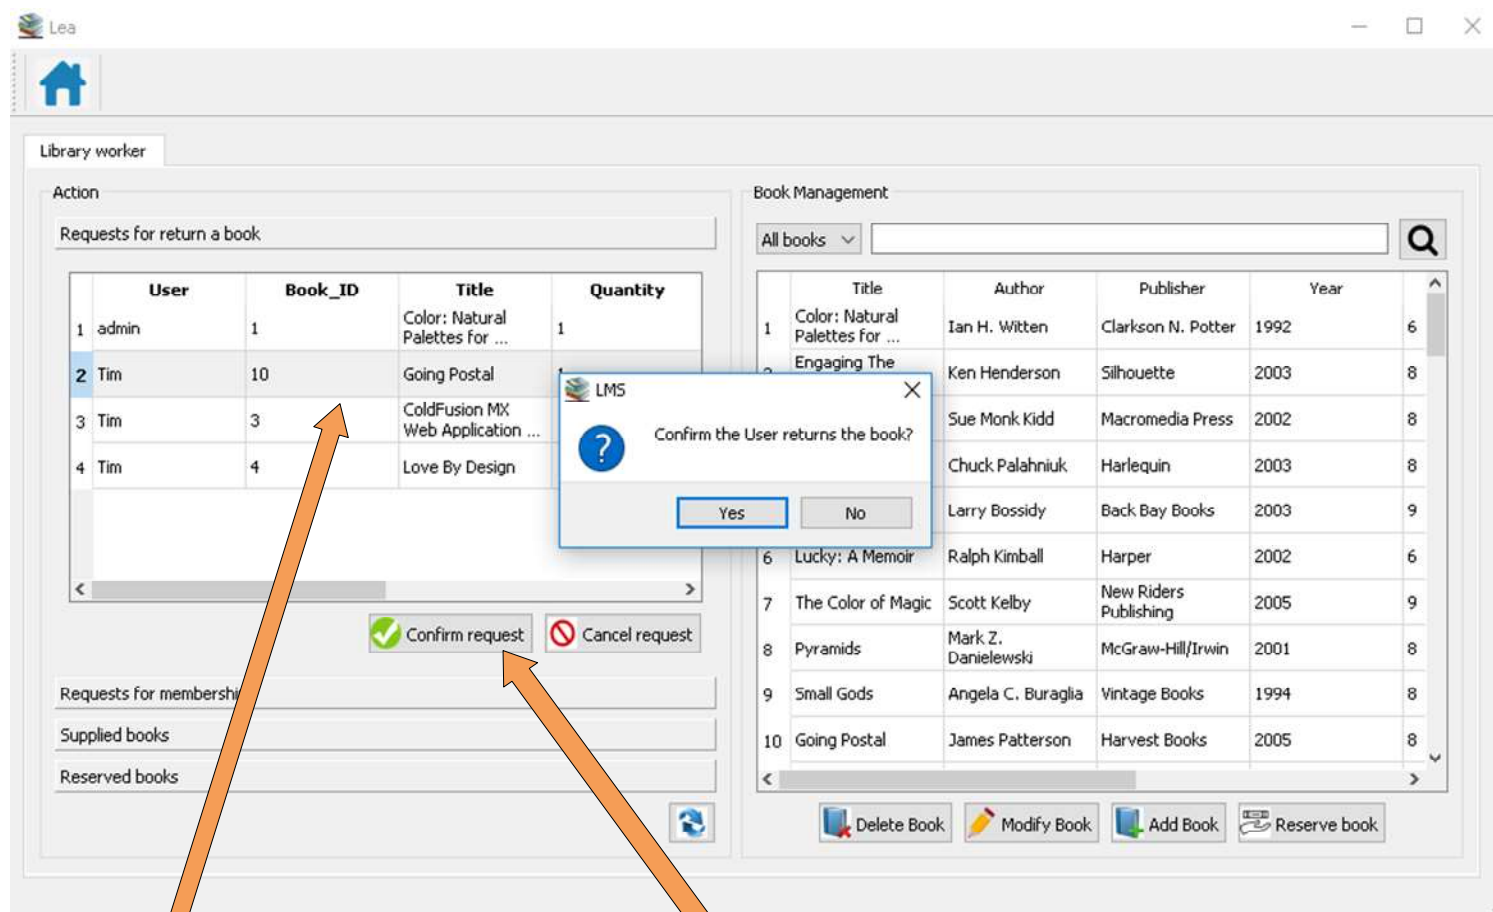 Lea
Library worker
Action
Requests for return a book
User Book_ID Title Quantity
1 admin 1 Color: Natural Palettes for ... 1
2 Tim 10 Going Postal
3 Tim 3 ColdFusion MX Web Application ...
4 Tim 4 Love By Design
Confirm request Cancel request
Requests for
Supplied books
Reserved books
Book Management
All books
Title Author Publisher Year
1 Color: Natural Palettes for ... Ian H. Witten Clarkson N. Potter 1992 6
Engaging The Ken Henderson Silhouette 2003 8
Sue Monk Kidd Macromedia Press 2002 8
Chuck Palahniuk Harlequin 2003 8
Larry Bossidy Back Bay Books 2003 9
6 Lucky: A Memoir Ralph Kimball Harper 2002 6
7 The Color of Magic Scott Kelby New Riders Publishing 2005 9
8 Pyramids Mark Z. Danielewski McGraw-Hill/Irwin 2001 8
9 Small Gods Angela C. Buraglia Vintage Books 1994 8
10 Going Postal James Patterson Harvest Books 2005 8
Delete Book Modify Book Add Book Reserve book
LMS
Confirm the User returns the book?
Yes No